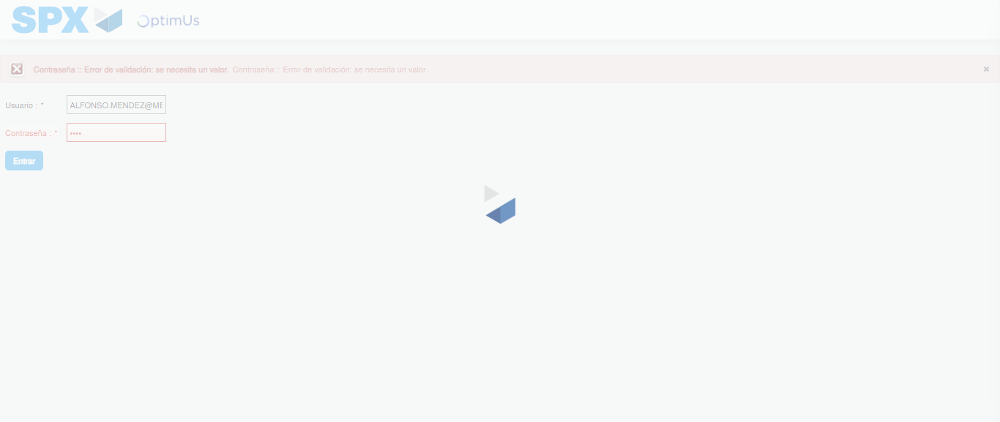 SPX OptimUs
Contraseña :: Error de validación: se necesita un valor. Contraseña :: Error de validación: se necesita un valor.
Usuario : * ALFONSO.MENDEZ@ME
Contraseña : * ••••
Entrar